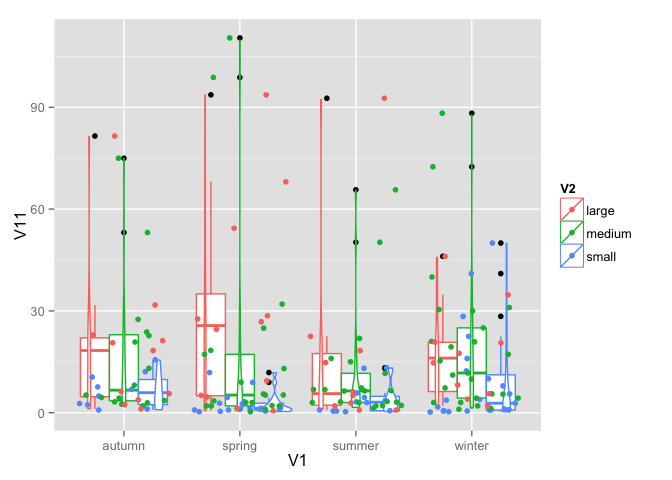 V11
90
60
30
0
autumn spring summer winter
V1
V2
large
medium
small